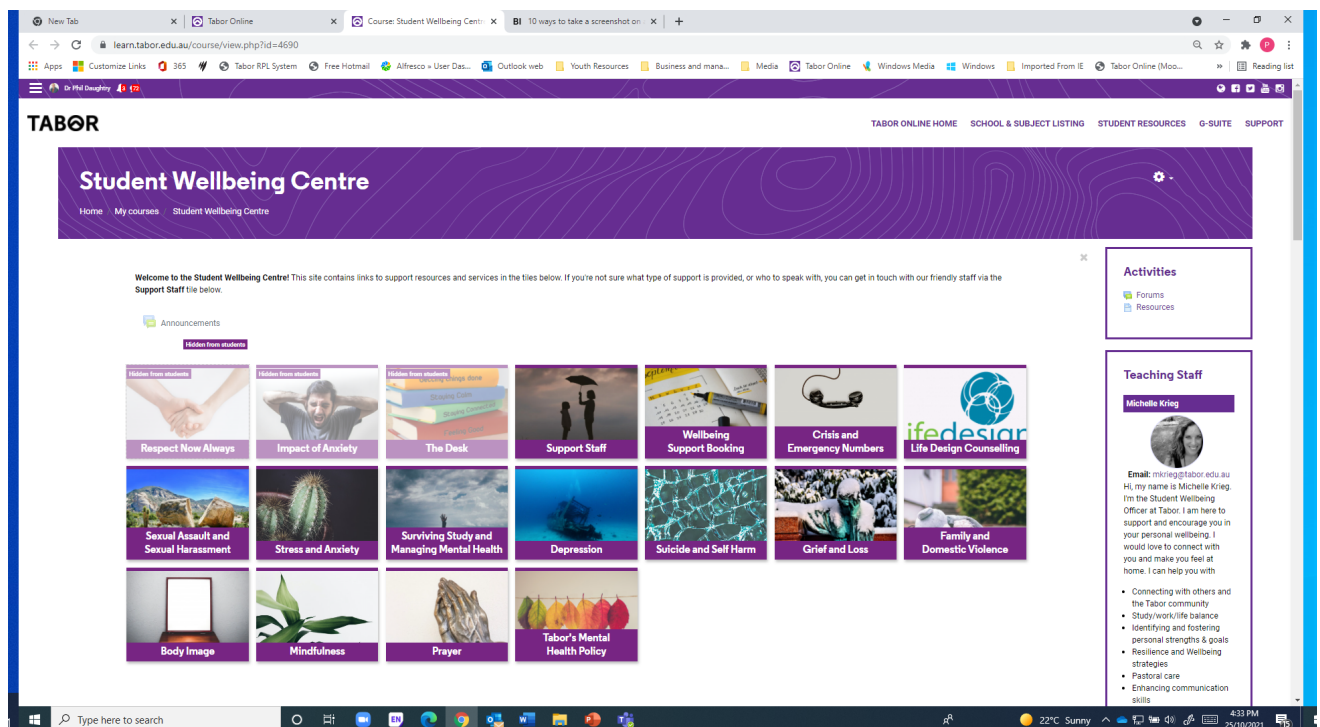 New Tab
Tabor Online
Course: Student Wellbeing Centr
BI 10 ways to take a screenshot on
learn.tabor.edu.au/course/view.php?id=4690
Apps Customize Links 365 Tabor RPL System Free Hotmail Alfresco » User Das... Outlook web Youth Resources Business and mana... Media Tabor Online Windows Media Windows Imported From IE Tabor Online (Moo... » Reading list
Dr Phil Daughtry
TABOR
TABOR ONLINE HOME SCHOOL & SUBJECT LISTING STUDENT RESOURCES G-SUITE SUPPORT
Student Wellbeing Centre
Home / My courses / Student Wellbeing Centre
Welcome to the Student Wellbeing Centre! This site contains links to support resources and services in the tiles below. If you're not sure what type of support is provided, or who to speak with, you can get in touch with our friendly staff via the
Support Staff tile below.
Announcements
Hidden from students
Hidden from students
Respect Now Always
Hidden from students
Impact of Anxiety
Hidden from students
Getting things done
Staying Calm
The Desk
Support Staff
Wellbeing
Support Booking
Crisis and
Emergency Numbers
ifedesign
Life Design Counselling
Sexual Assault and
Sexual Harassment
Stress and Anxiety
Surviving Study and
Managing Mental Health
Depression
Suicide and Self Harm
Grief and Loss
Family and
Domestic Violence
Body Image
Mindfulness
Prayer
Tabor's Mental
Health Policy
Activities
Forums
Resources
Teaching Staff
Michelle Krieg
Email: mkrieg@tabor.edu.au
Hi, my name is Michelle Krieg.
I'm the Student Wellbeing
Officer at Tabor. I am here to
support and encourage you in
your personal wellbeing. I
would love to connect with
you and make you feel at
home. I can help you with
• Connecting with others and
the Tabor community
• Study/work/life balance
• Identifying and fostering
personal strengths & goals
• Resilience and Wellbeing
strategies
• Pastoral care
• Enhancing communication
skills
Type here to search
EN
22°C Sunny
4:33 PM
25/10/2021